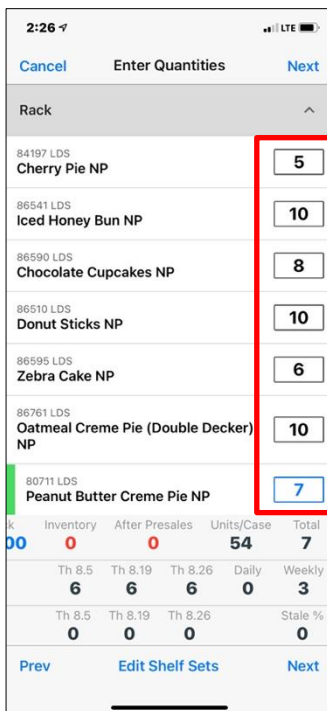 2:26 LTE
Cancel Enter Quantities Next
Rack
84197 LDS
Cherry Pie NP 5
86541 LDS
Iced Honey Bun NP 10
86590 LDS
Chocolate Cupcakes NP 8
86510 LDS
Donut Sticks NP 10
86595 LDS
Zebra Cake NP 6
86761 LDS
Oatmeal Creme Pie (Double Decker)
NP 10
80711 LDS
Peanut Butter Creme Pie NP 7
k Inventory After Presales Units/Case Total
00 0 0 54 7
Th 8.5 Th 8.19 Th 8.26 Daily Weekly
6 6 6 0 3
Th 8.5 Th 8.19 Th 8.26 Stale %
0 0 0 0
Prev Edit Shelf Sets Next